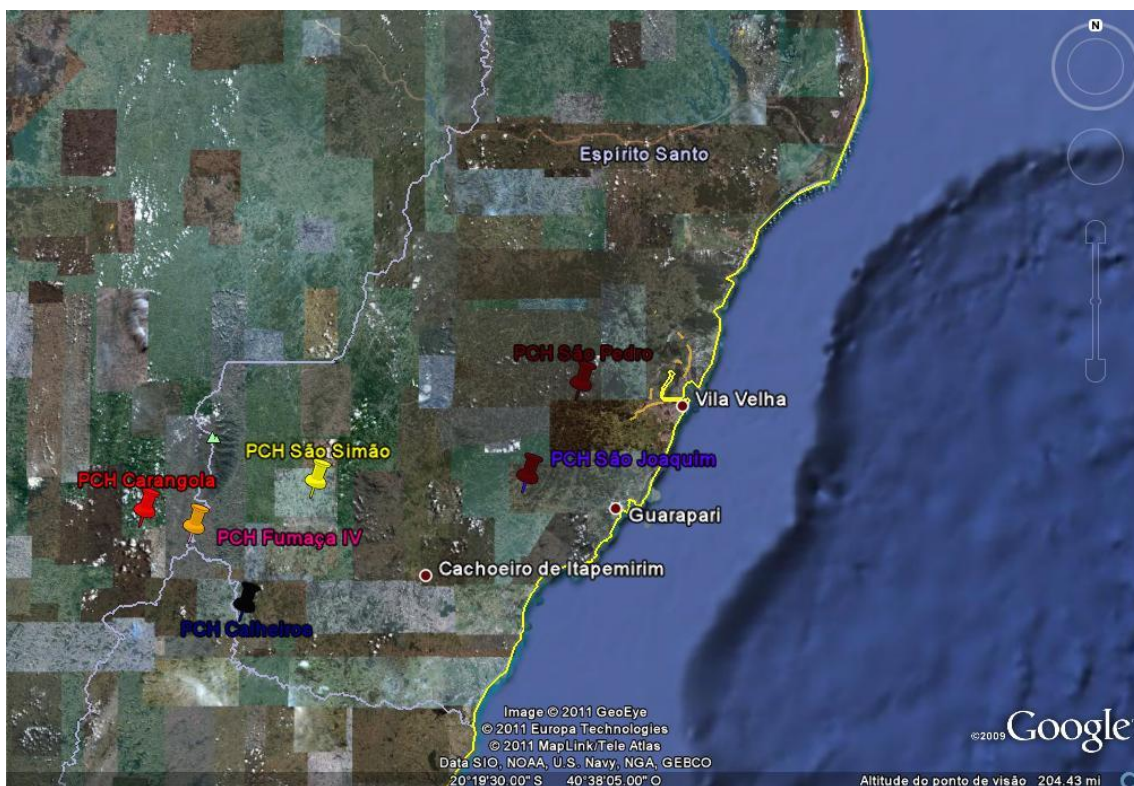 N
Espírito Santo
PCH São Pedro
Vila Velha
PCH São Simão
PCH São Joaquim
PCH Carangola
Guarapari
PCH Fumaça IV
Cachoeiro de Itapemirim
PCH Calheiros
Image © 2011 GeoEye
© 2011 Europa Technologies
© 2011 MapLink/Tele Atlas
Data SIO, NOAA, U.S. Navy, NGA, GEBCO
©2009 Google
20°19'30.00" S 40°38'05.00" O
Altitude do ponto de visão 204.43 mi